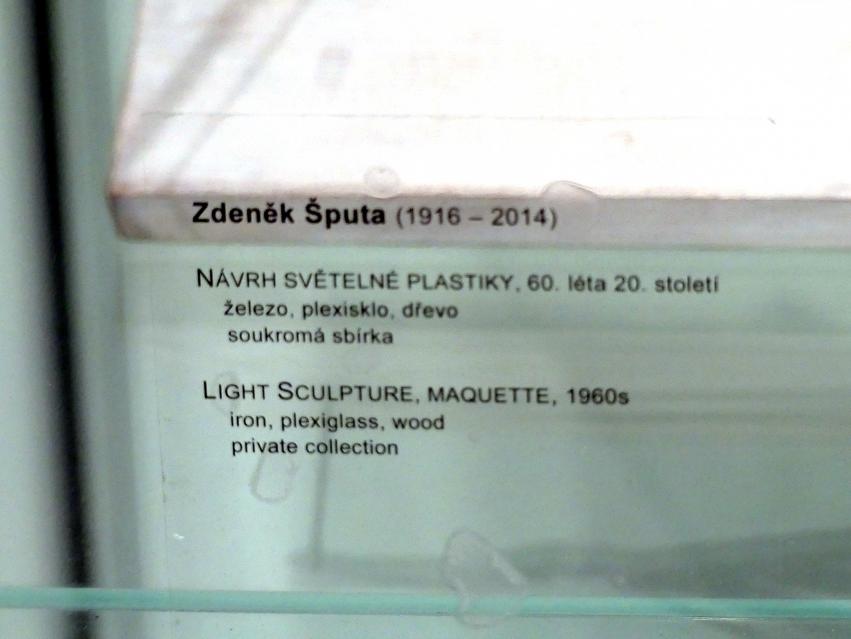 Zdeněk Šputa (1916 – 2014)
NÁVRH SVĚTELNÉ PLASTIKY, 60. léta 20. století
železo, plexisklo, dřevo
soukromá sbírka
LIGHT SCULPTURE, MAQUETTE, 1960s
iron, plexiglass, wood
private collection